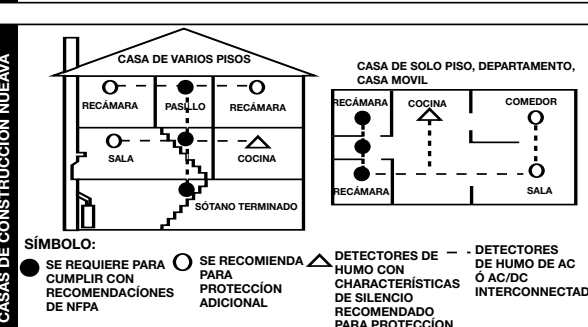 CASAS DE CONSTRUCCION NUEAVA
CASA DE VARIOS PISOS
RECÁMARA PASILLO RECÁMARA
SALA COCINA
SÓTANO TERMINADO
CASA DE SOLO PISO, DEPARTAMENTO,
CASA MOVIL
RECÁMARA COCINA COMEDOR
RECÁMARA SALA
SÍMBOLO:
SE REQUIERE PARA
CUMPLIR CON
RECOMENDACÍONES
DE NFPA
SE RECOMIENDA
PARA
PROTECCÍON
ADICIONAL
DETECTORES DE
HUMO CON
CHARACTERÍSTICAS
DE SILENCIO
RECOMENDADO
PARA PROTECCÍON
DETECTORES
DE HUMO DE AC
Ó AC/DC
INTERCONNECTAD